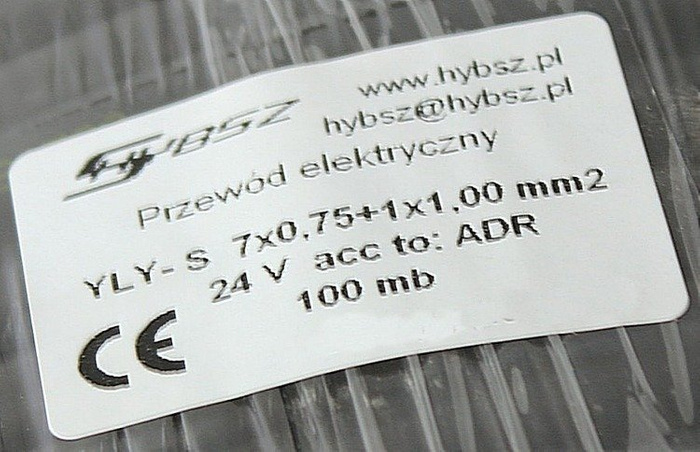 www.hybsz.pl
HYBSZ hybsz@hybsz.pl
Przewód elektryczny
YLY- S 7x0,75+1x1,00 mm2
24 V acc to: ADR
100 mb
CE